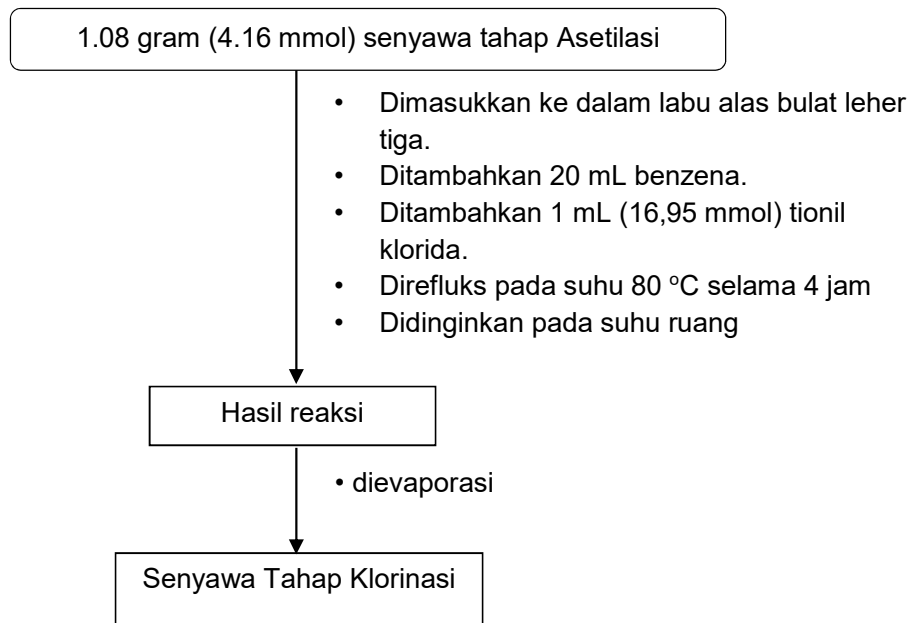 1.08 gram (4.16 mmol) senyawa tahap Asetilasi
• Dimasukkan ke dalam labu alas bulat leher
tiga.
• Ditambahkan 20 mL benzena.
• Ditambahkan 1 mL (16,95 mmol) tionil
klorida.
• Direfluks pada suhu 80 °C selama 4 jam
• Didinginkan pada suhu ruang
Hasil reaksi
• dievaporasi
Senyawa Tahap Klorinasi